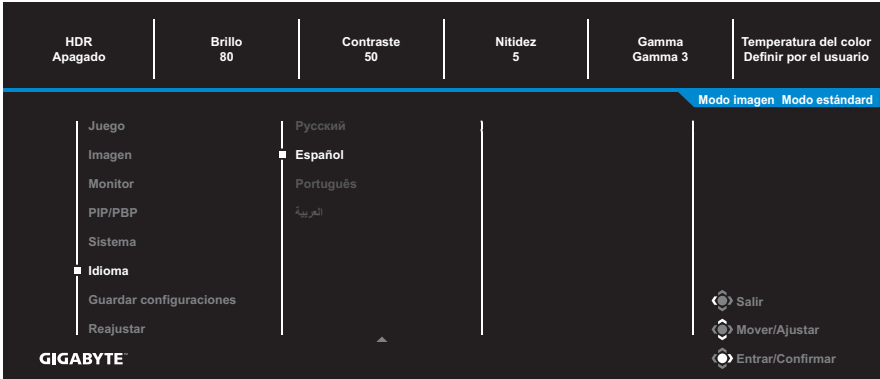 HDR
Apagado
Brillo
80
Contraste
50
Nitidez
5
Gamma
Gamma 3
Temperatura del color
Definir por el usuario
Modo imagen Modo estándard
Juego
Imagen
Monitor
PIP/PBP
Sistema
Idioma
Guardar configuraciones
Reajustar
Русский
Español
Português
العربية
Salir
Mover/Ajustar
Entrar/Confirmar
GIGABYTE™